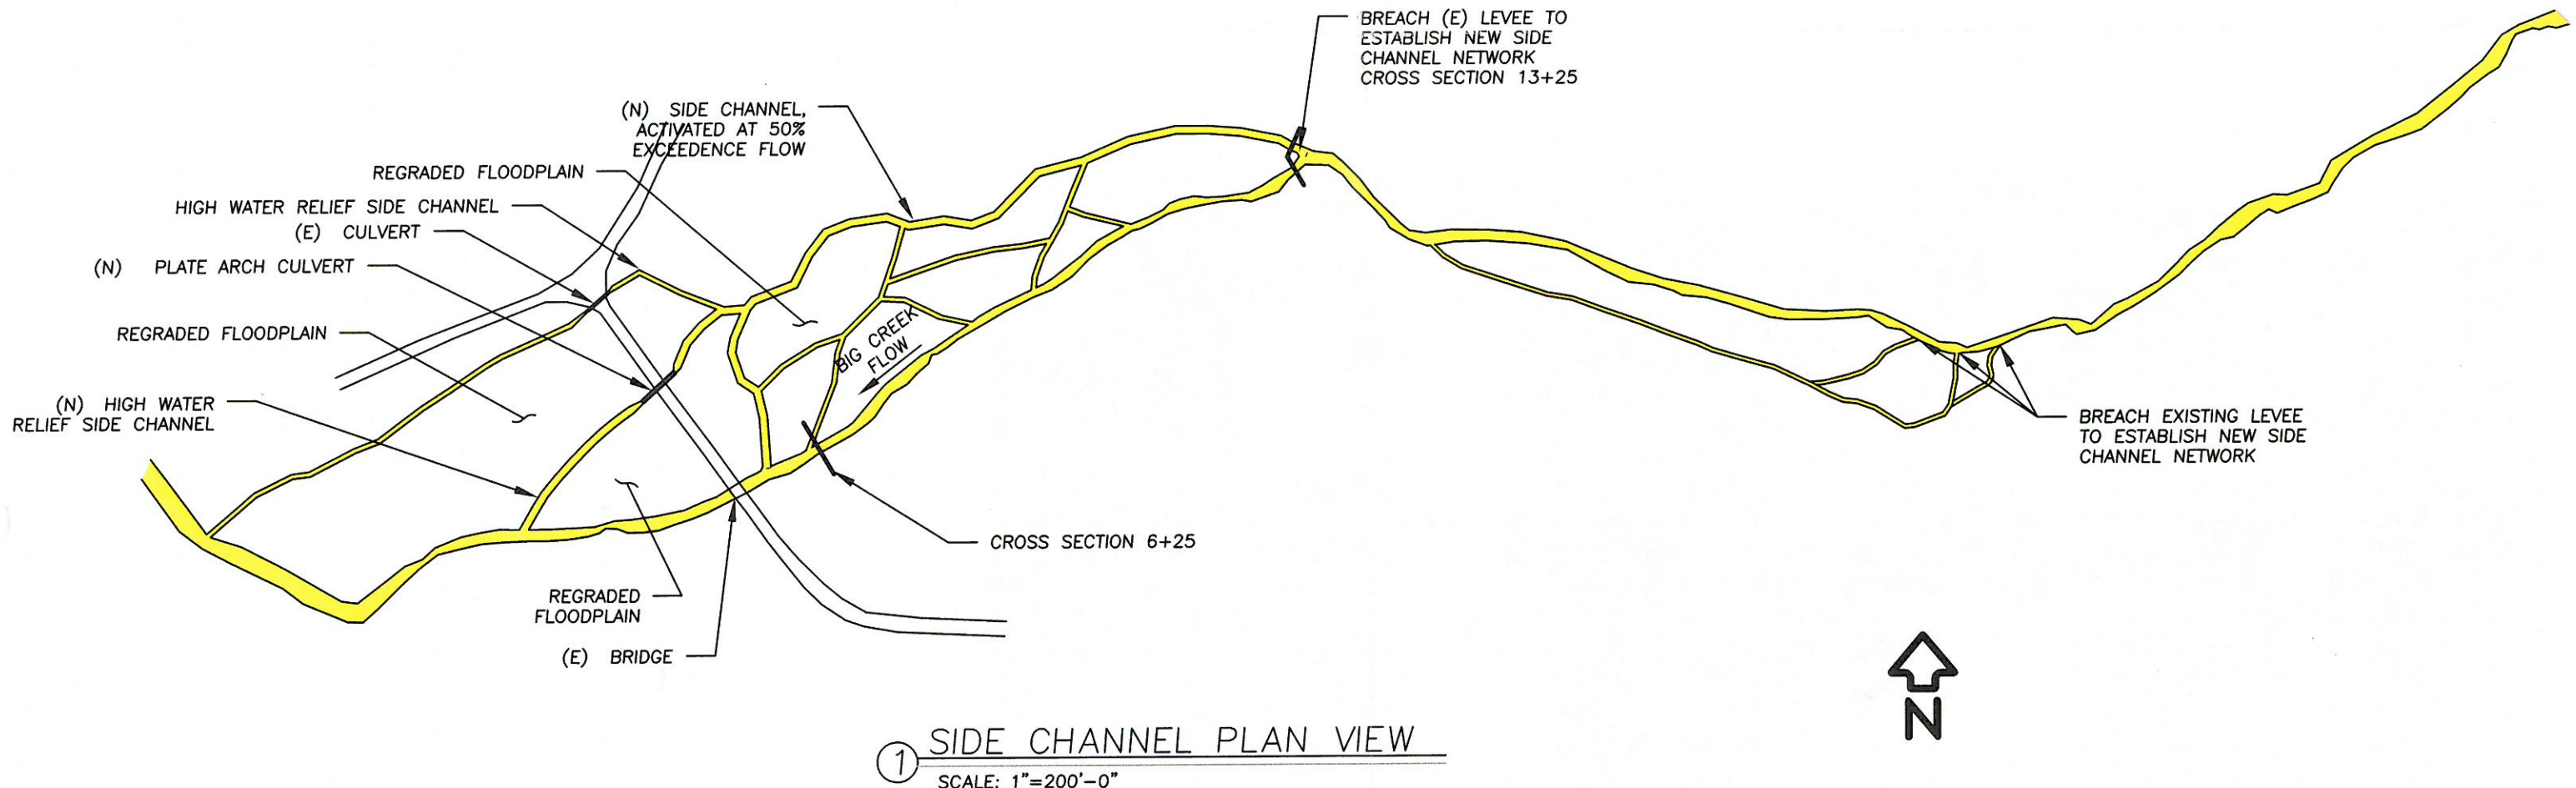 BREACH (E) LEVEE TO
ESTABLISH NEW SIDE
CHANNEL NETWORK
CROSS SECTION 13+25
(N) SIDE CHANNEL,
ACTIVATED AT 50%
EXCEEDENCE FLOW
REGRADED FLOODPLAIN
HIGH WATER RELIEF SIDE CHANNEL
(E) CULVERT
(N) PLATE ARCH CULVERT
REGRADED FLOODPLAIN
(N) HIGH WATER
RELIEF SIDE CHANNEL
BIG CREEK
FLOW
BREACH EXISTING LEVEE
TO ESTABLISH NEW SIDE
CHANNEL NETWORK
CROSS SECTION 6+25
REGRADED
FLOODPLAIN
(E) BRIDGE
N
1 SIDE CHANNEL PLAN VIEW
SCALE: 1"=200'-0"